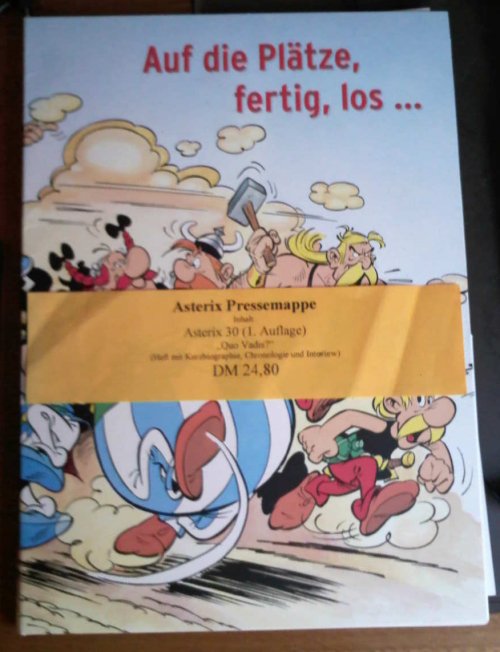 Auf die Plätze,
fertig, los ...
Asterix Pressemappe
Inhalt:
Asterix 30 (1. Auflage)
„Quo Vadis?"
(Heft mit Kurzbiographie, Chronologie und Interview)
DM 24,80